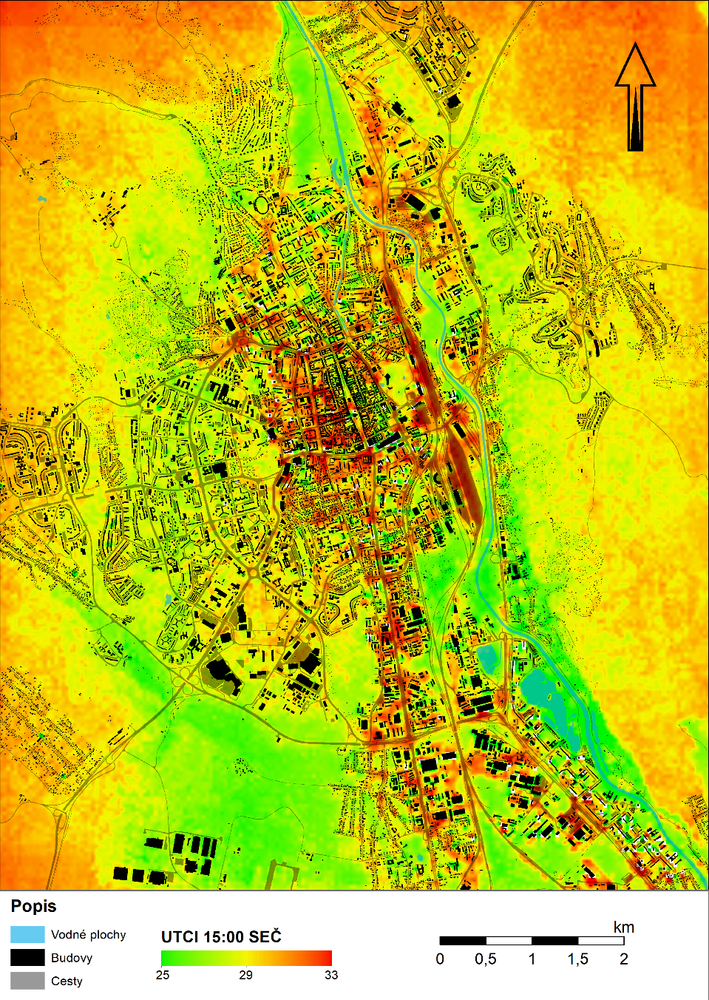 Popis
Vodné plochy
Budovy
Cesty
UTCI 15:00 SEČ
25 29 33
km
0 0,5 1 1,5 2